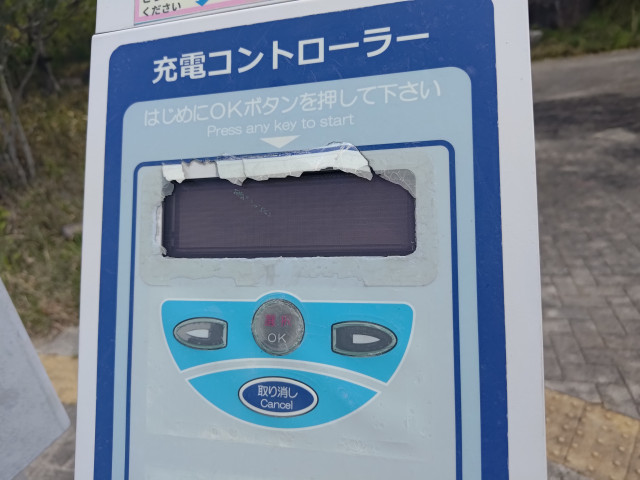 ください
充電コントローラー
はじめにOKボタンを押して下さい
Press any key to start
OK
取り消し
Cancel